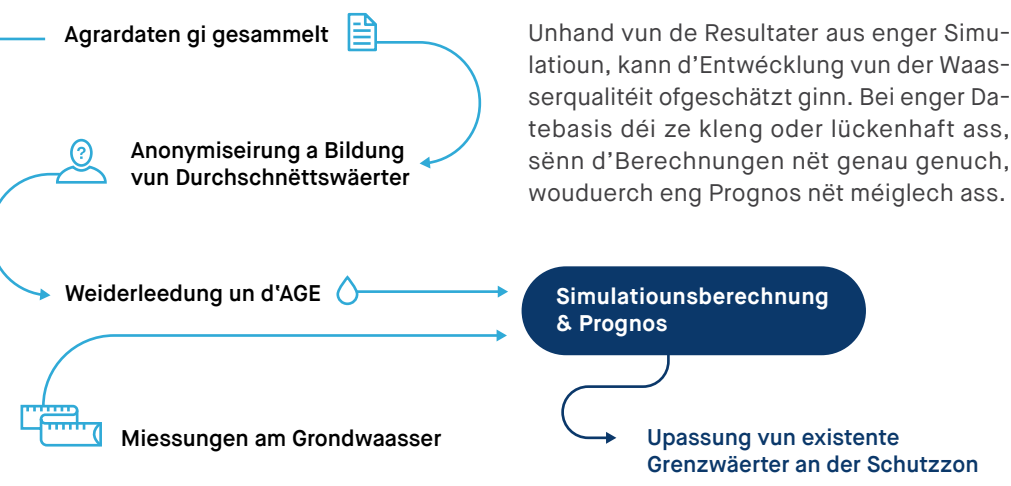 Agrardaten gi gesammelt
?
Anonymiseirung a Bildung
vun Durchschnëttswäerter
Weiderleedung un d‘AGE
Miessungen am Grondwaasser
Unhand vun de Resultater aus enger Simu-
latioun, kann d’Entwécklung vun der Waas-
serqualitéit ofgeschätzt ginn. Bei enger Da-
tebasis déi ze kleng oder lückenhaft ass,
sënn d’Berechnungen nët genau genuch,
wouduerch eng Prognos nët méiglech ass.
Simulatiounsberechnung
& Prognos
Upassung vun existente
Grenzwäerter an der Schutzzon